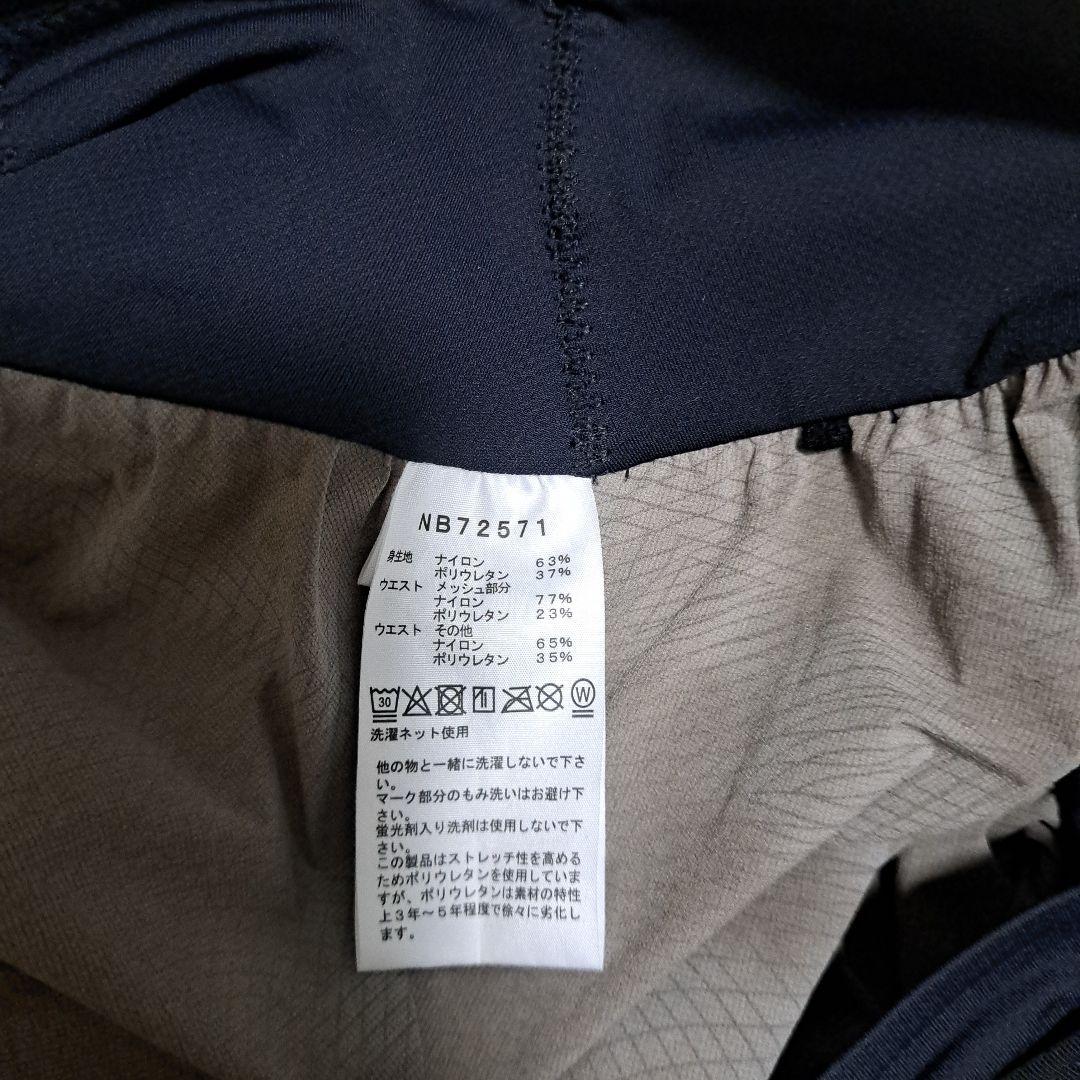 NB72571
身生地 ナイロン 63%
ポリウレタン 37%
ウエスト メッシュ部分
ナイロン 77%
ポリウレタン 23%
ウエスト その他
ナイロン 65%
ポリウレタン 35%
30 W
洗濯ネット使用
他の物と一緒に洗濯しないで下さ
い。
マーク部分のもみ洗いはお避け下
さい。
蛍光剤入り洗剤は使用しないで下
さい。
この製品はストレッチ性を高める
ためポリウレタンを使用していま
すが、ポリウレタンは素材の特性
上3年〜5年程度で徐々に劣化し
ます。